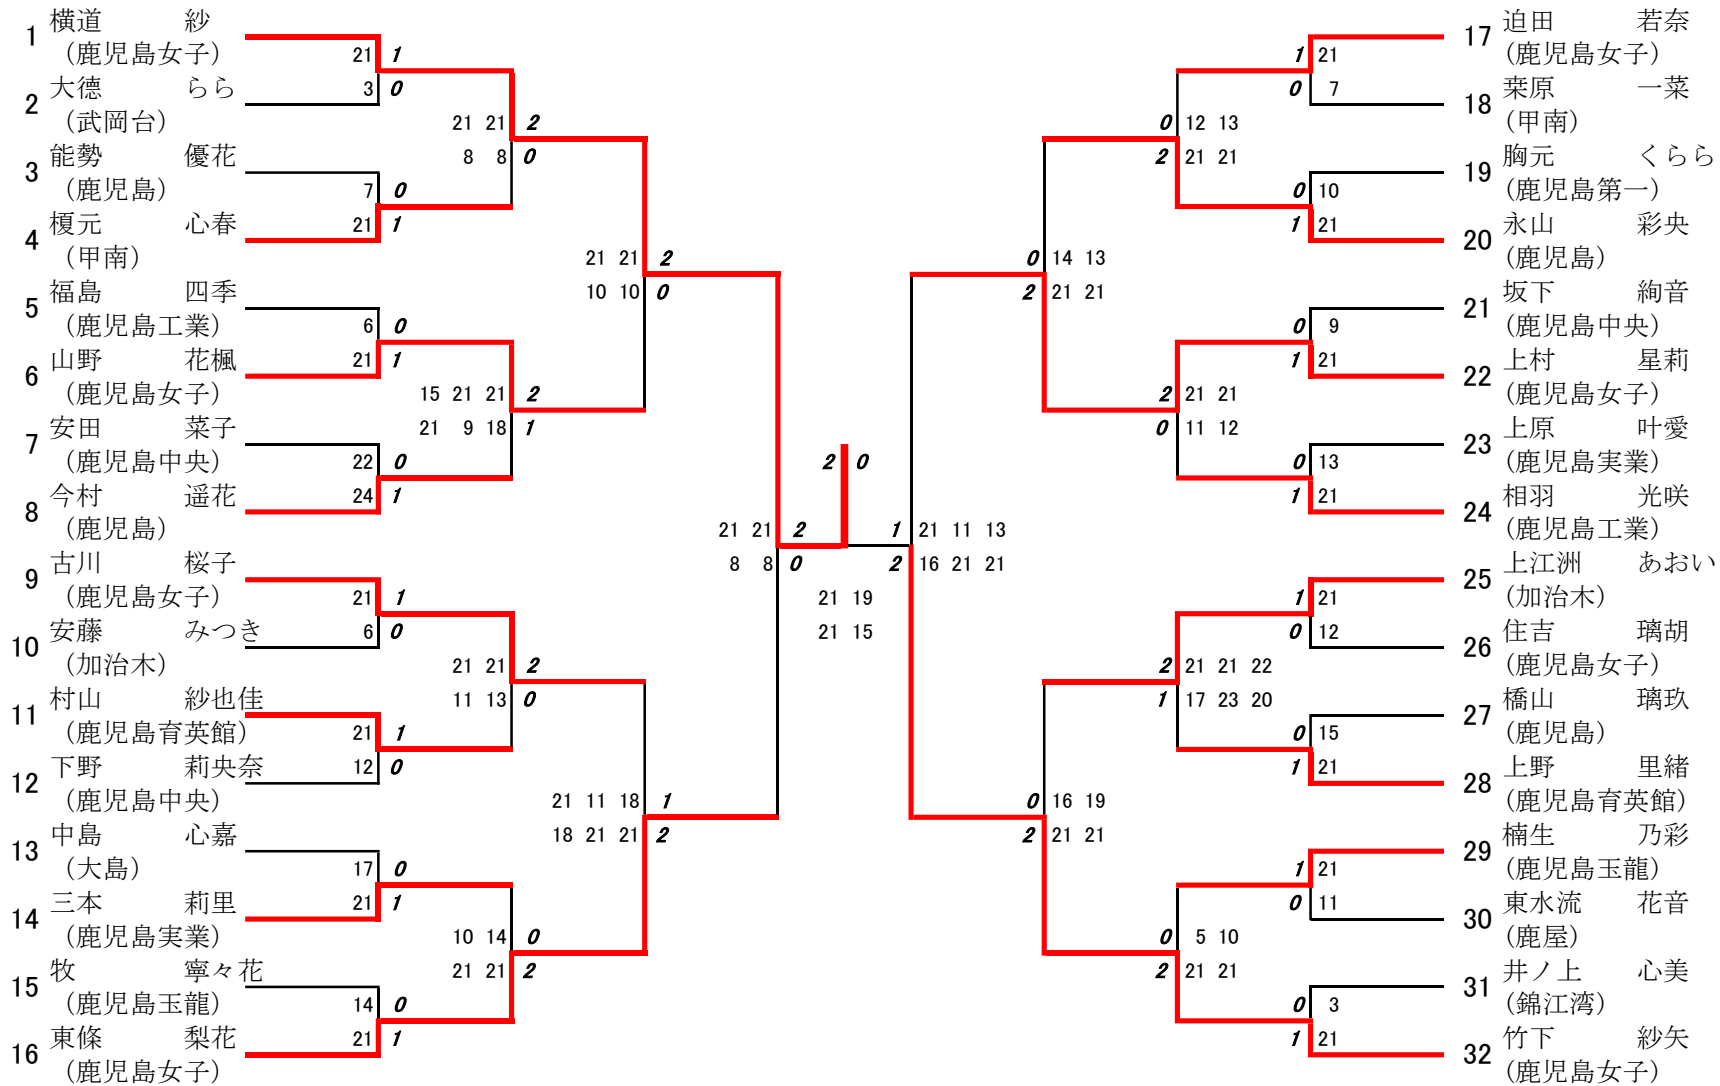 1 横道 紗
(鹿児島女子)
21 1
2 大德 らら
(武岡台)
3 0
21 21 2
8 8 0
3 能勢 優花
(鹿児島)
7 0
4 榎元 心春
(甲南)
21 1
21 21 2
10 10 0
5 福島 四季
(鹿児島工業)
6 0
6 山野 花楓
(鹿児島女子)
21 1
15 21 21 2
21 9 18 1
7 安田 菜子
(鹿児島中央)
22 0
8 今村 遥花
(鹿児島)
24 1
21 21 2
8 8 0
9 古川 桜子
(鹿児島女子)
21 1
10 安藤 みつき
(加治木)
6 0
21 21 2
11 13 0
11 村山 紗也佳
(鹿児島育英館)
21 1
12 下野 莉央奈
(鹿児島中央)
12 0
21 11 18 1
18 21 21 2
13 中島 心嘉
(大島)
17 0
14 三本 莉里
(鹿児島実業)
21 1
10 14 0
21 21 2
15 牧 寧々花
(鹿児島玉龍)
14 0
16 東條 梨花
(鹿児島女子)
21 1
2 0
21 19
21 15
17 迫田 若奈
(鹿児島女子)
1 21
18 桒原 一菜
(甲南)
0 7
0 12 13
2 21 21
19 胸元 くらら
(鹿児島第一)
0 10
20 永山 彩央
(鹿児島)
1 21
0 14 13
2 21 21
21 坂下 絢音
(鹿児島中央)
0 9
22 上村 星莉
(鹿児島女子)
1 21
2 21 21
0 11 12
23 上原 叶愛
(鹿児島実業)
0 13
24 相羽 光咲
(鹿児島工業)
1 21
1 21 11 13
2 16 21 21
25 上江洲 あおい
(加治木)
1 21
26 住吉 璃胡
(鹿児島女子)
0 12
2 21 21 22
1 17 23 20
27 橋山 璃玖
(鹿児島)
0 15
28 上野 里緒
(鹿児島育英館)
1 21
0 16 19
2 21 21
29 楠生 乃彩
(鹿児島玉龍)
1 21
30 東水流 花音
(鹿屋)
0 11
0 5 10
2 21 21
31 井ノ上 心美
(錦江湾)
0 3
32 竹下 紗矢
(鹿児島女子)
1 21